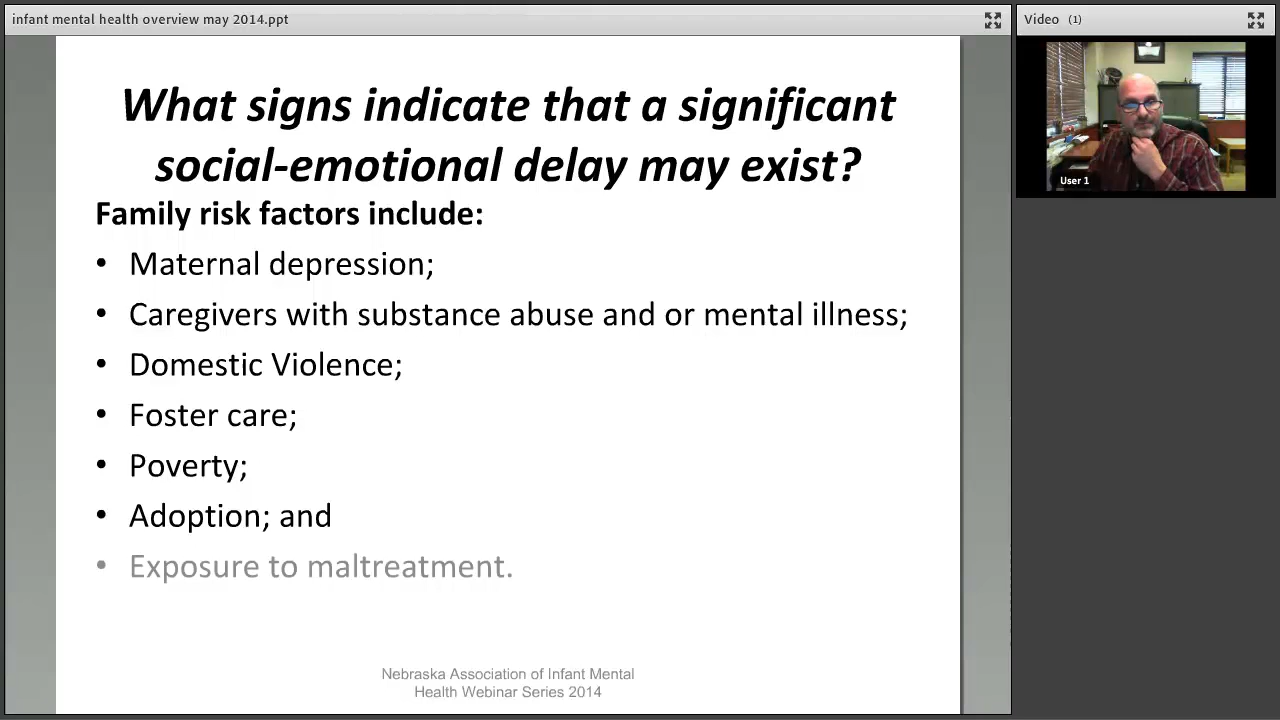 infant mental health overview may 2014.ppt
Video (1)
User 1
What signs indicate that a significant
social-emotional delay may exist?
Family risk factors include:
• Maternal depression;
• Caregivers with substance abuse and or mental illness;
• Domestic Violence;
• Foster care;
• Poverty;
• Adoption; and
• Exposure to maltreatment.
Nebraska Association of Infant Mental
Health Webinar Series 2014